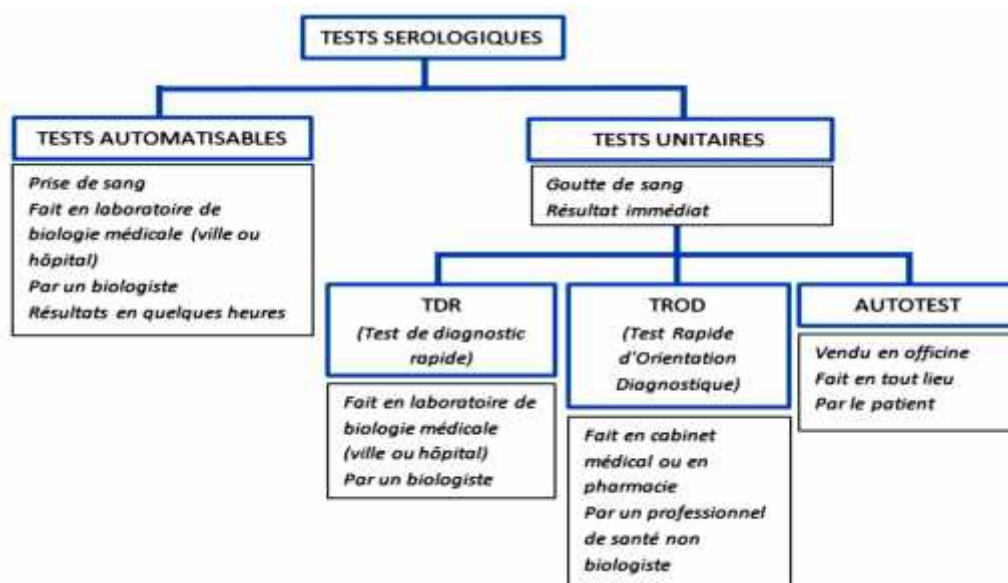 TESTS SEROLOGIQUES
TESTS AUTOMATISABLES
Prise de sang
Fait en laboratoire de
biologie médicale (ville ou
hôpital)
Par un biologiste
Résultats en quelques heures
TESTS UNITAIRES
Goutte de sang
Résultat immédiat
TDR
(Test de diagnostic
rapide)
Fait en laboratoire de
biologie médicale
(ville ou hôpital)
Par un biologiste
TROD
(Test Rapide
d'Orientation
Diagnostique)
Fait en cabinet
médical ou en
pharmacie
Par un professionnel
de santé non
biologiste
AUTOTEST
Vendu en officine
Fait en tout lieu
Par le patient